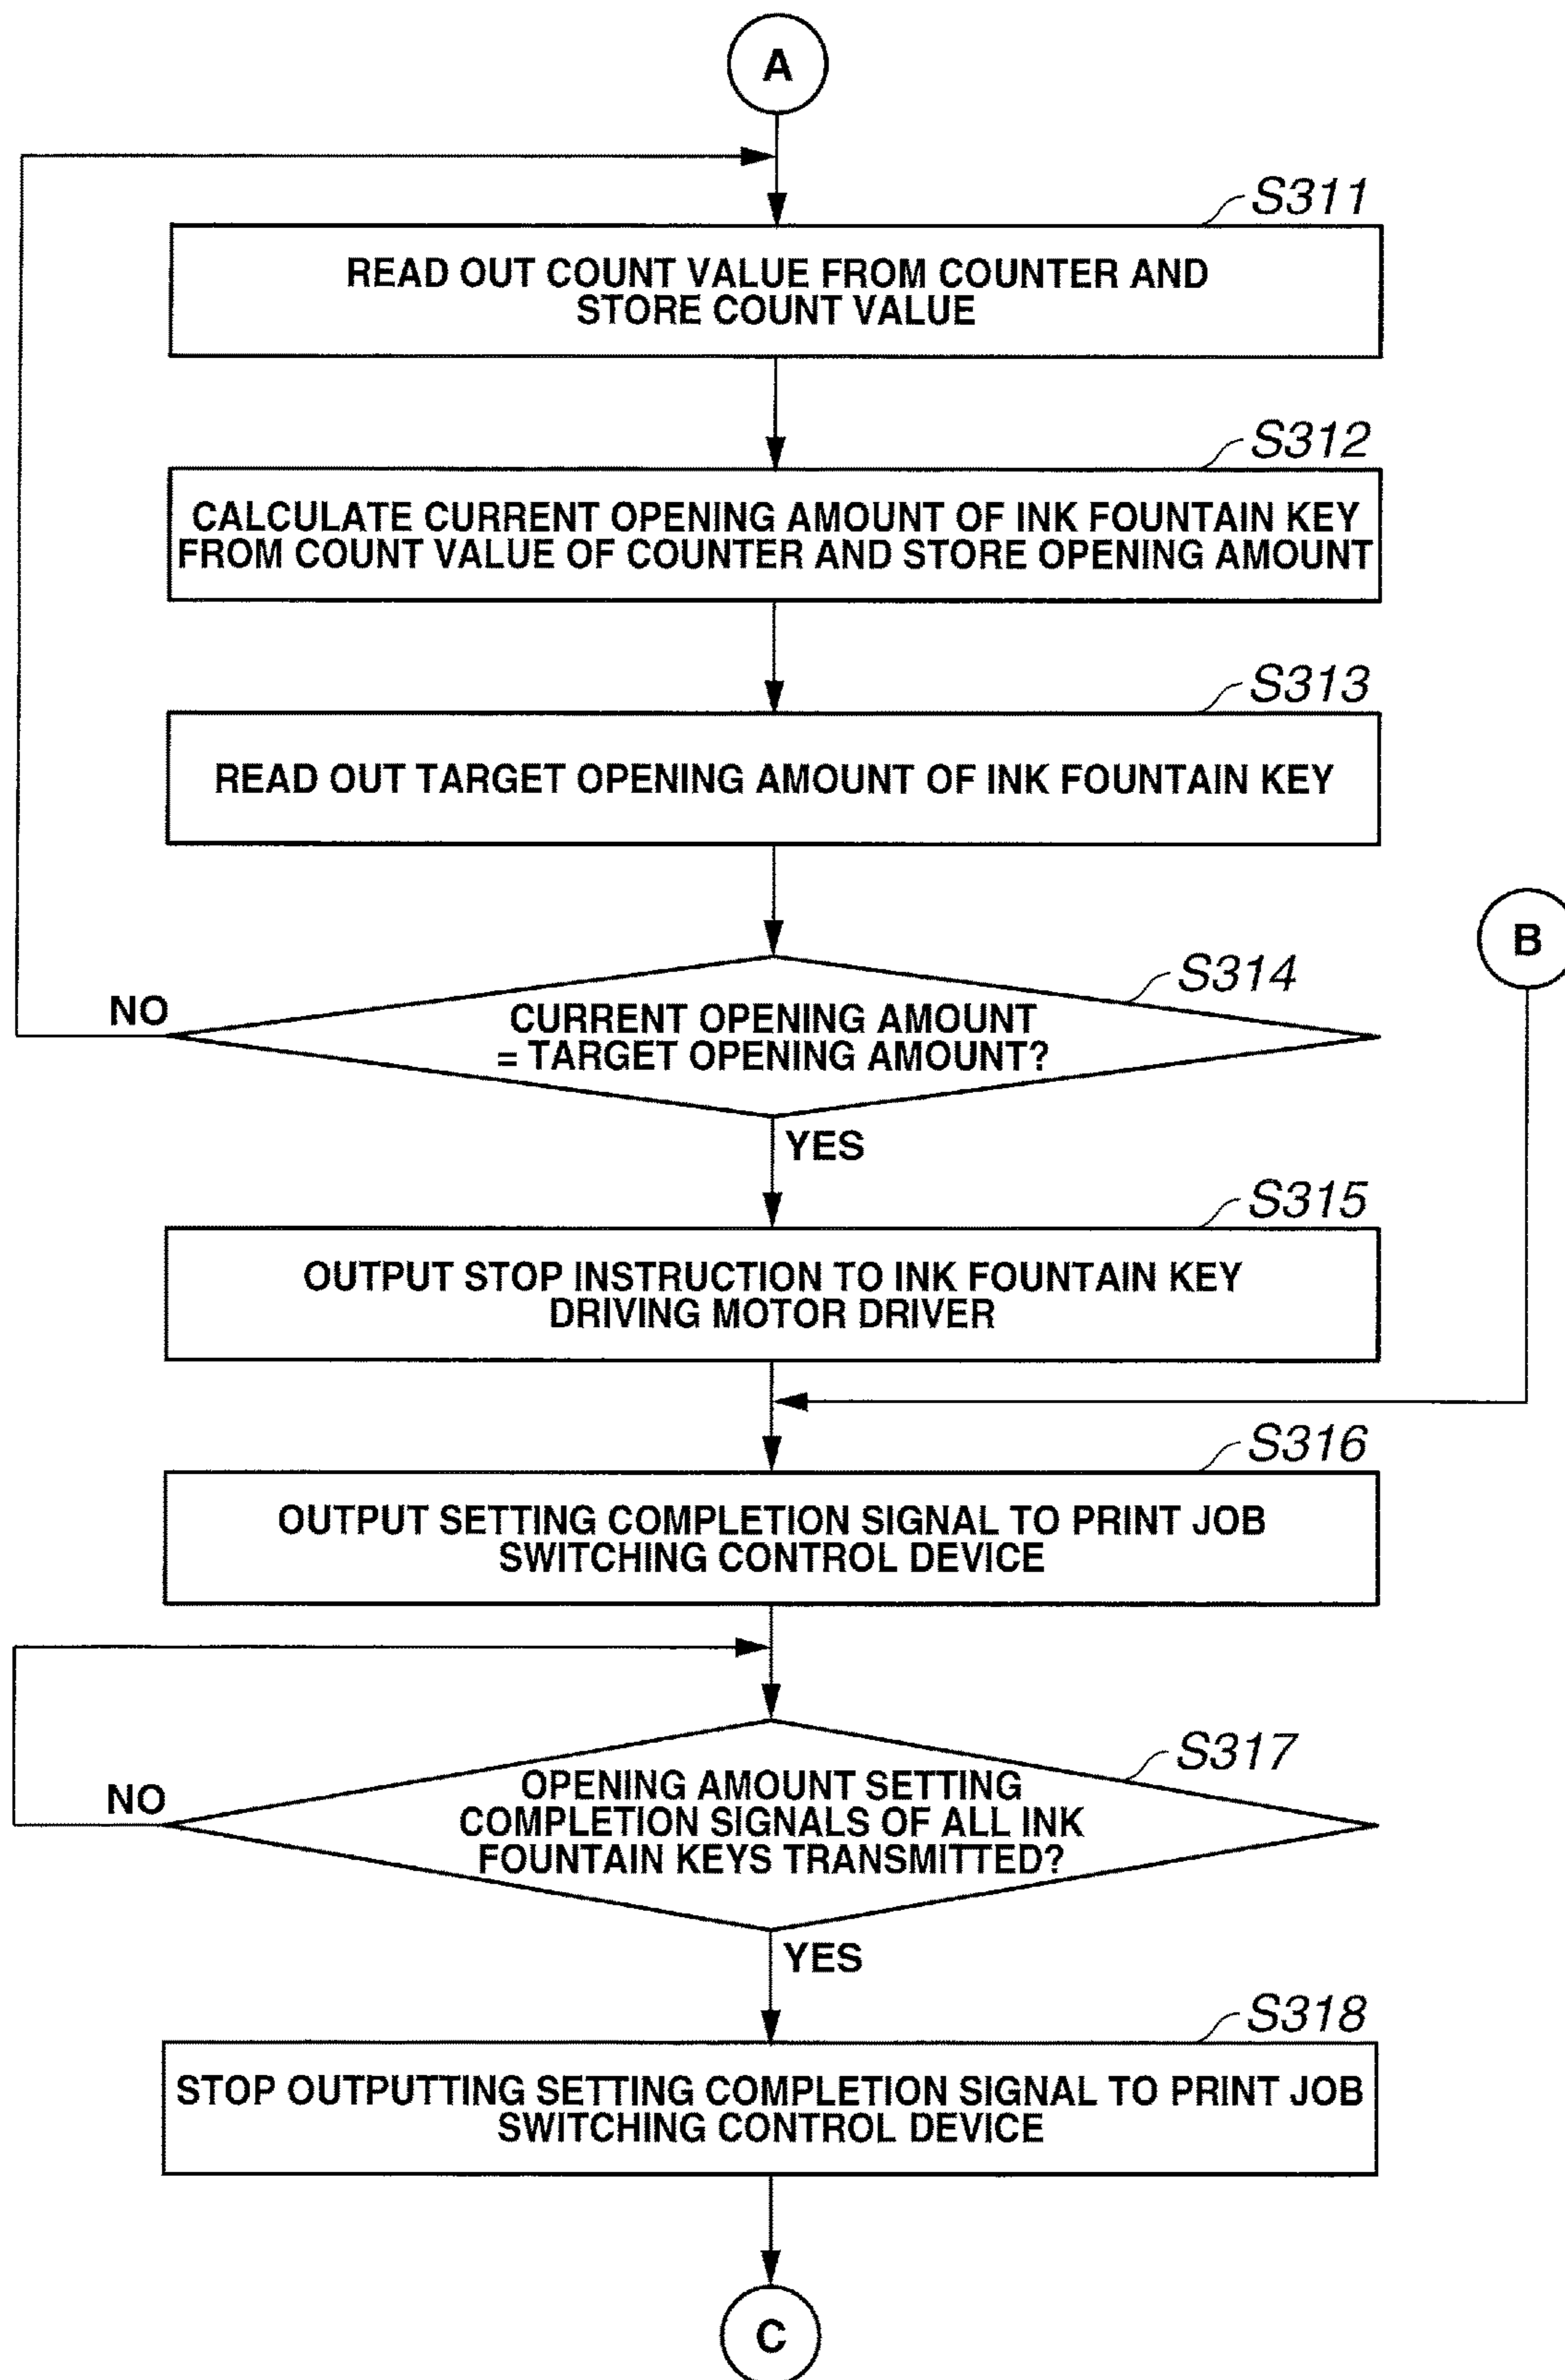 A
S311
READ OUT COUNT VALUE FROM COUNTER AND
STORE COUNT VALUE
S312
CALCULATE CURRENT OPENING AMOUNT OF INK FOUNTAIN KEY
FROM COUNT VALUE OF COUNTER AND STORE OPENING AMOUNT
S313
READ OUT TARGET OPENING AMOUNT OF INK FOUNTAIN KEY
B
S314
NO
CURRENT OPENING AMOUNT
= TARGET OPENING AMOUNT?
YES
S315
OUTPUT STOP INSTRUCTION TO INK FOUNTAIN KEY
DRIVING MOTOR DRIVER
S316
OUTPUT SETTING COMPLETION SIGNAL TO PRINT JOB
SWITCHING CONTROL DEVICE
S317
NO
OPENING AMOUNT SETTING
COMPLETION SIGNALS OF ALL INK
FOUNTAIN KEYS TRANSMITTED?
YES
S318
STOP OUTPUTTING SETTING COMPLETION SIGNAL TO PRINT JOB
SWITCHING CONTROL DEVICE
C